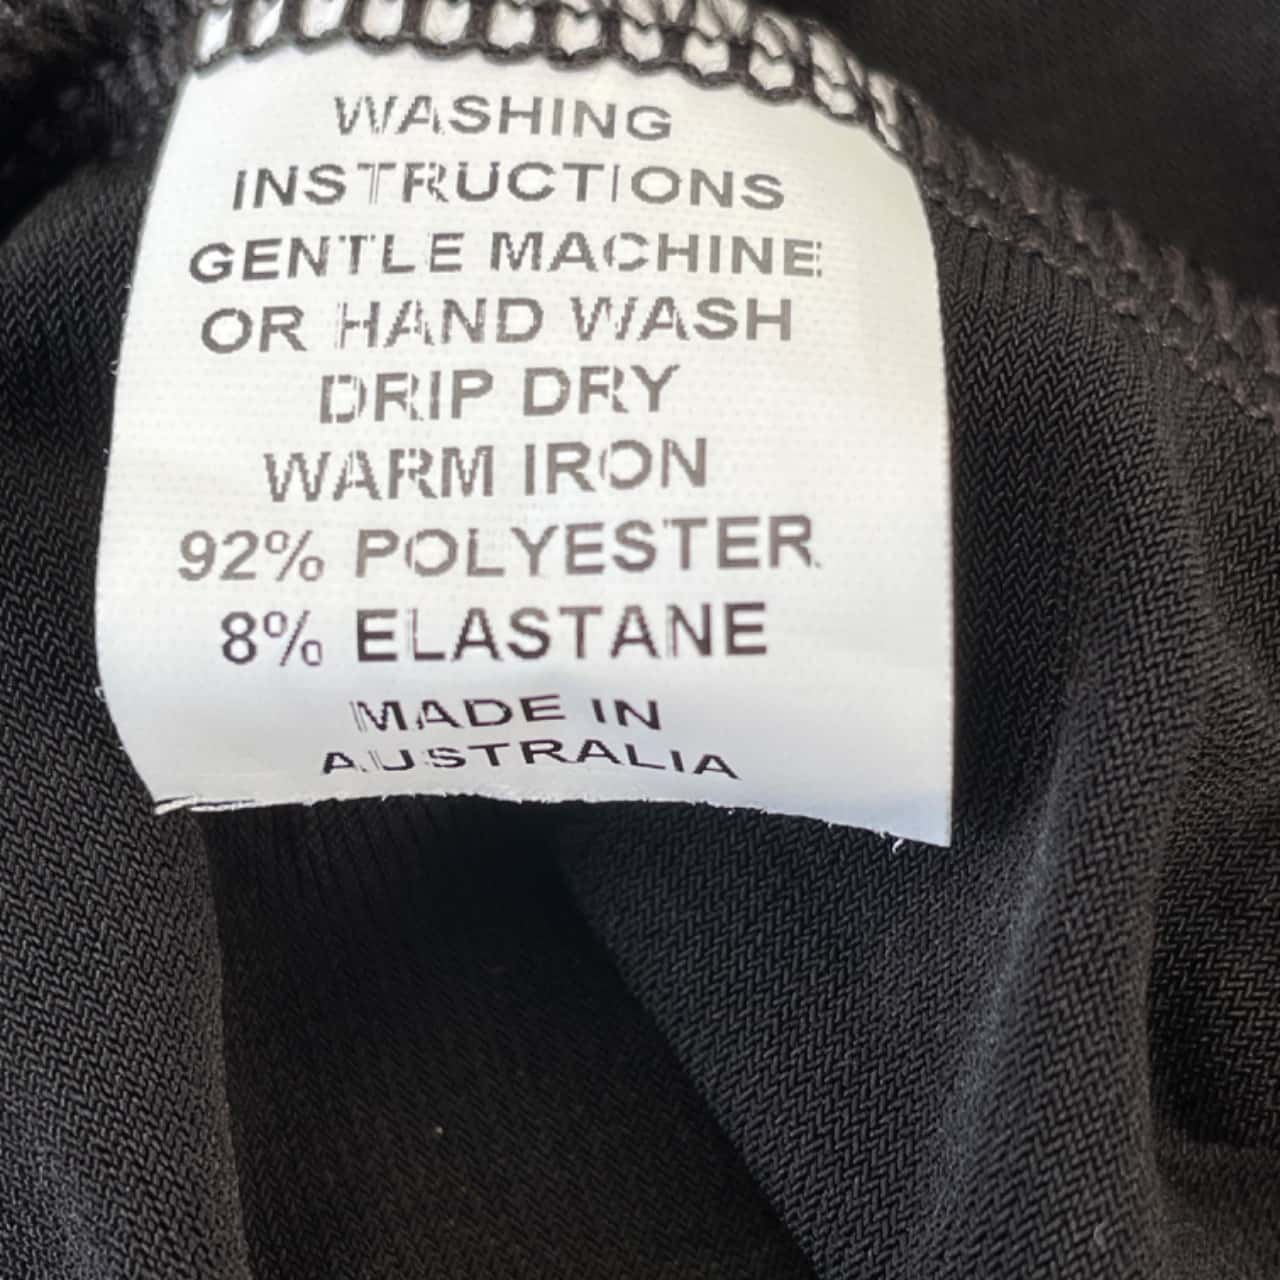 WASHING
INSTRUCTIONS
GENTLE MACHINE
OR HAND WASH
DRIP DRY
WARM IRON
92% POLYESTER
8% ELASTANE
MADE IN
AUSTRALIA